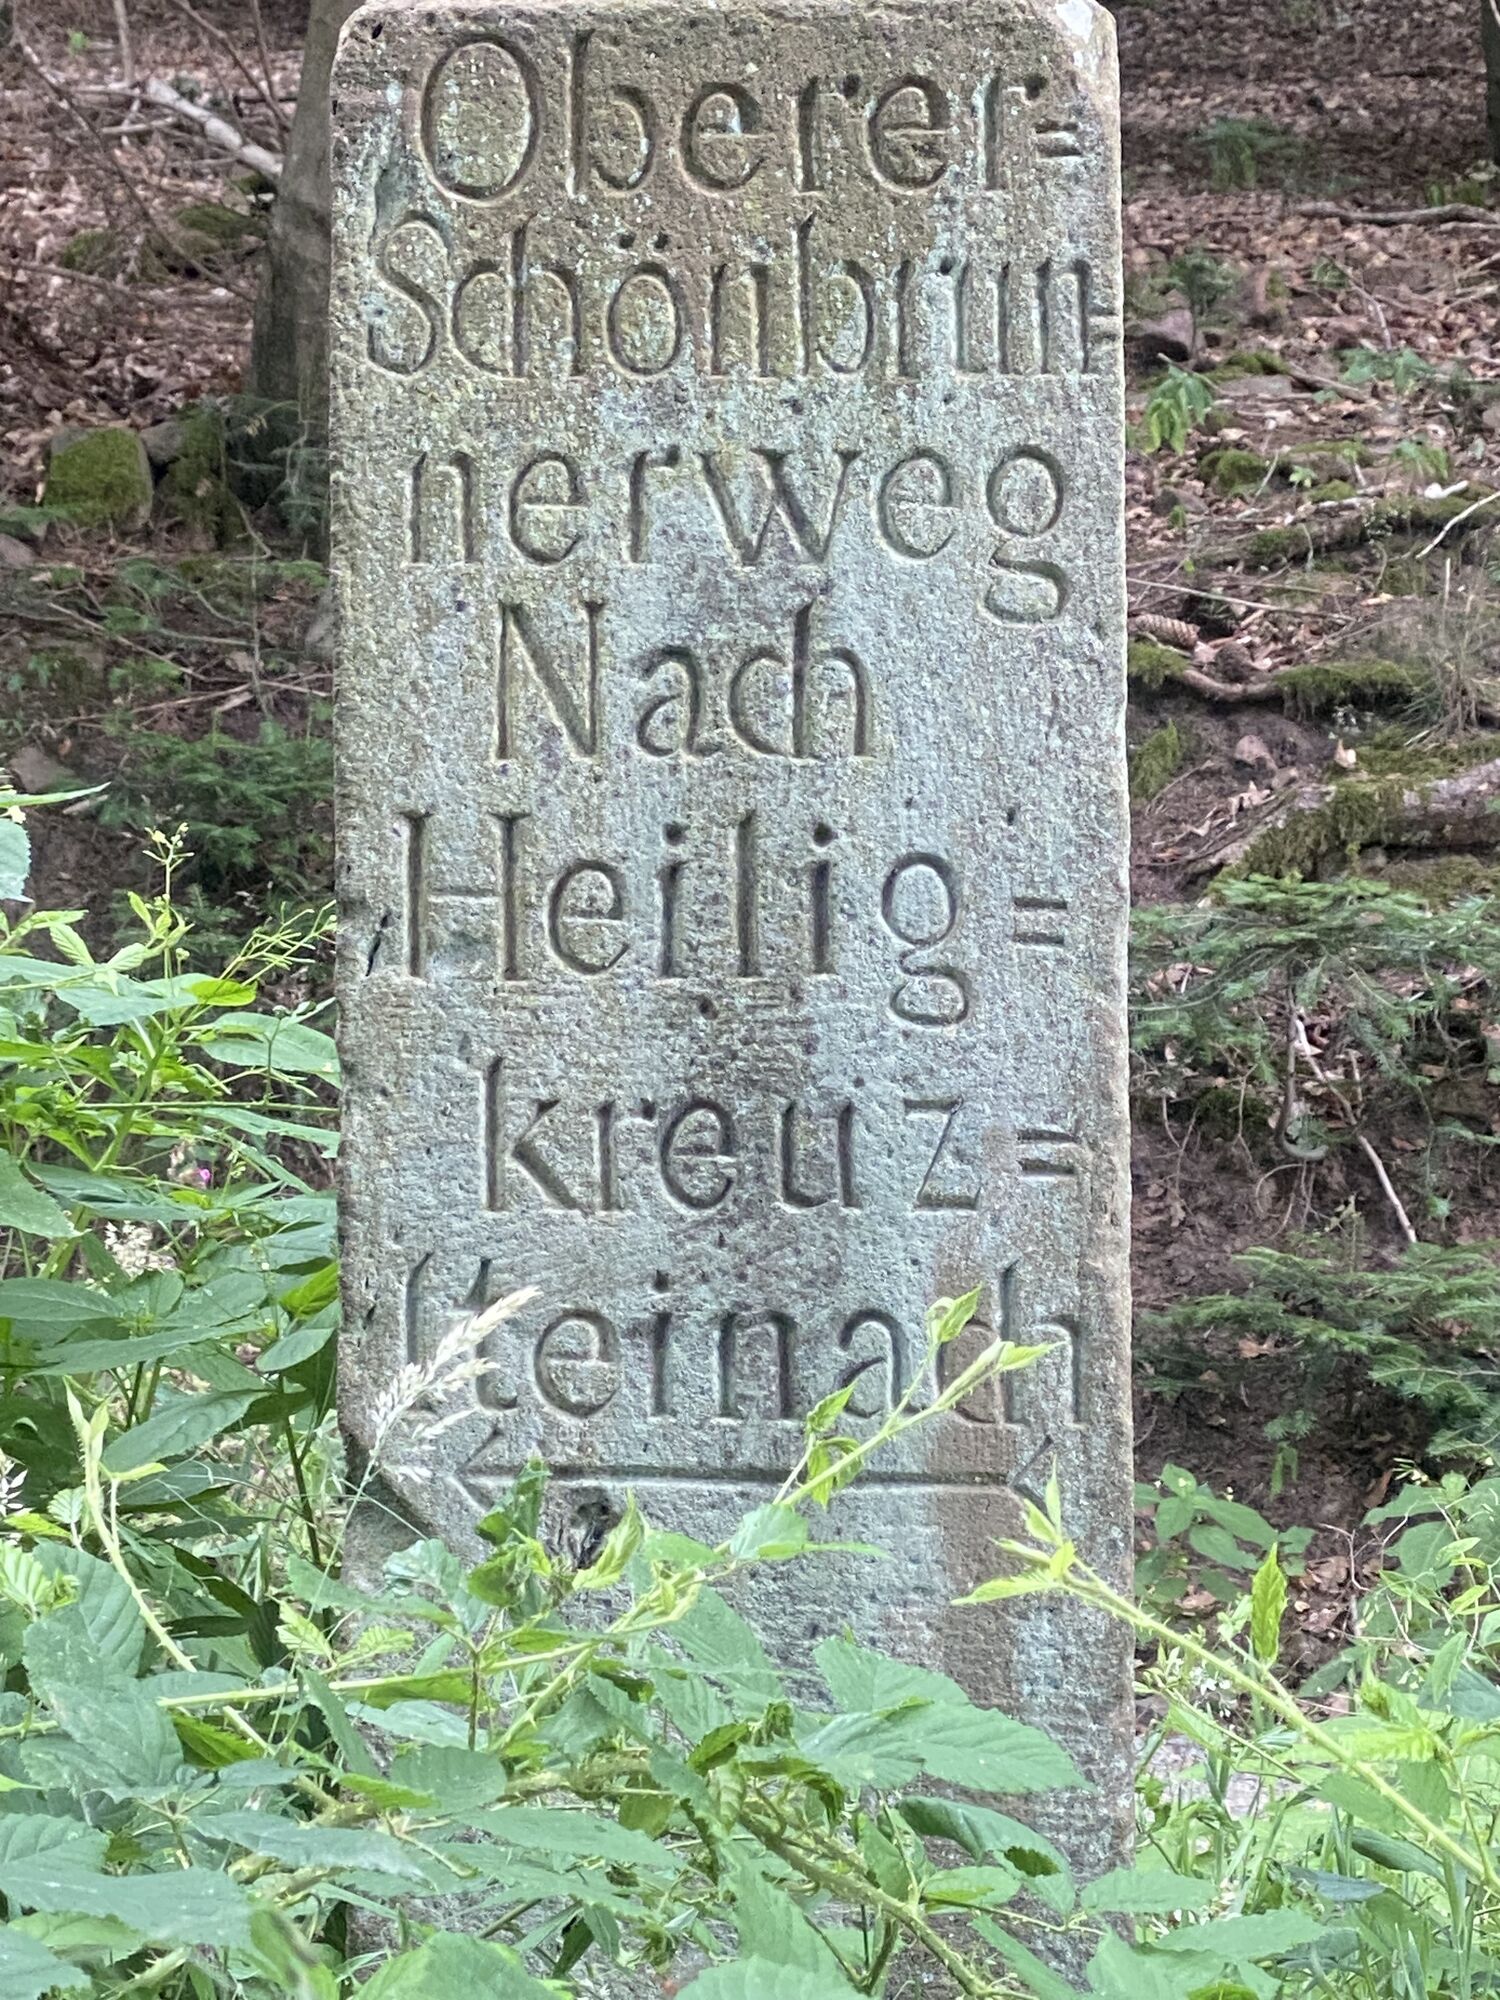 Oberer=
Schönbrun=
nerweg
Nach
Heilig=
kreuz=
ſteinach